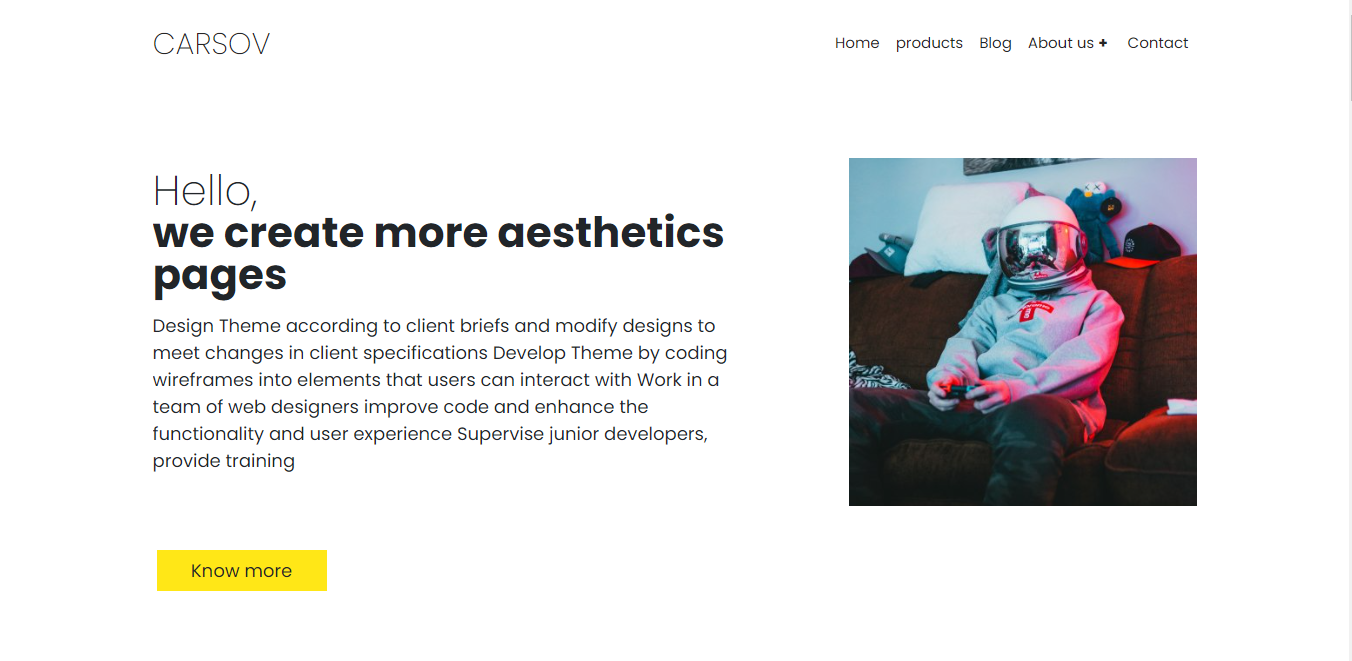 CARSOV
Home products Blog About us + Contact
Hello,
we create more aesthetics
pages
Design Theme according to client briefs and modify designs to
meet changes in client specifications Develop Theme by coding
wireframes into elements that users can interact with Work in a
team of web designers improve code and enhance the
functionality and user experience Supervise junior developers,
provide training
Know more